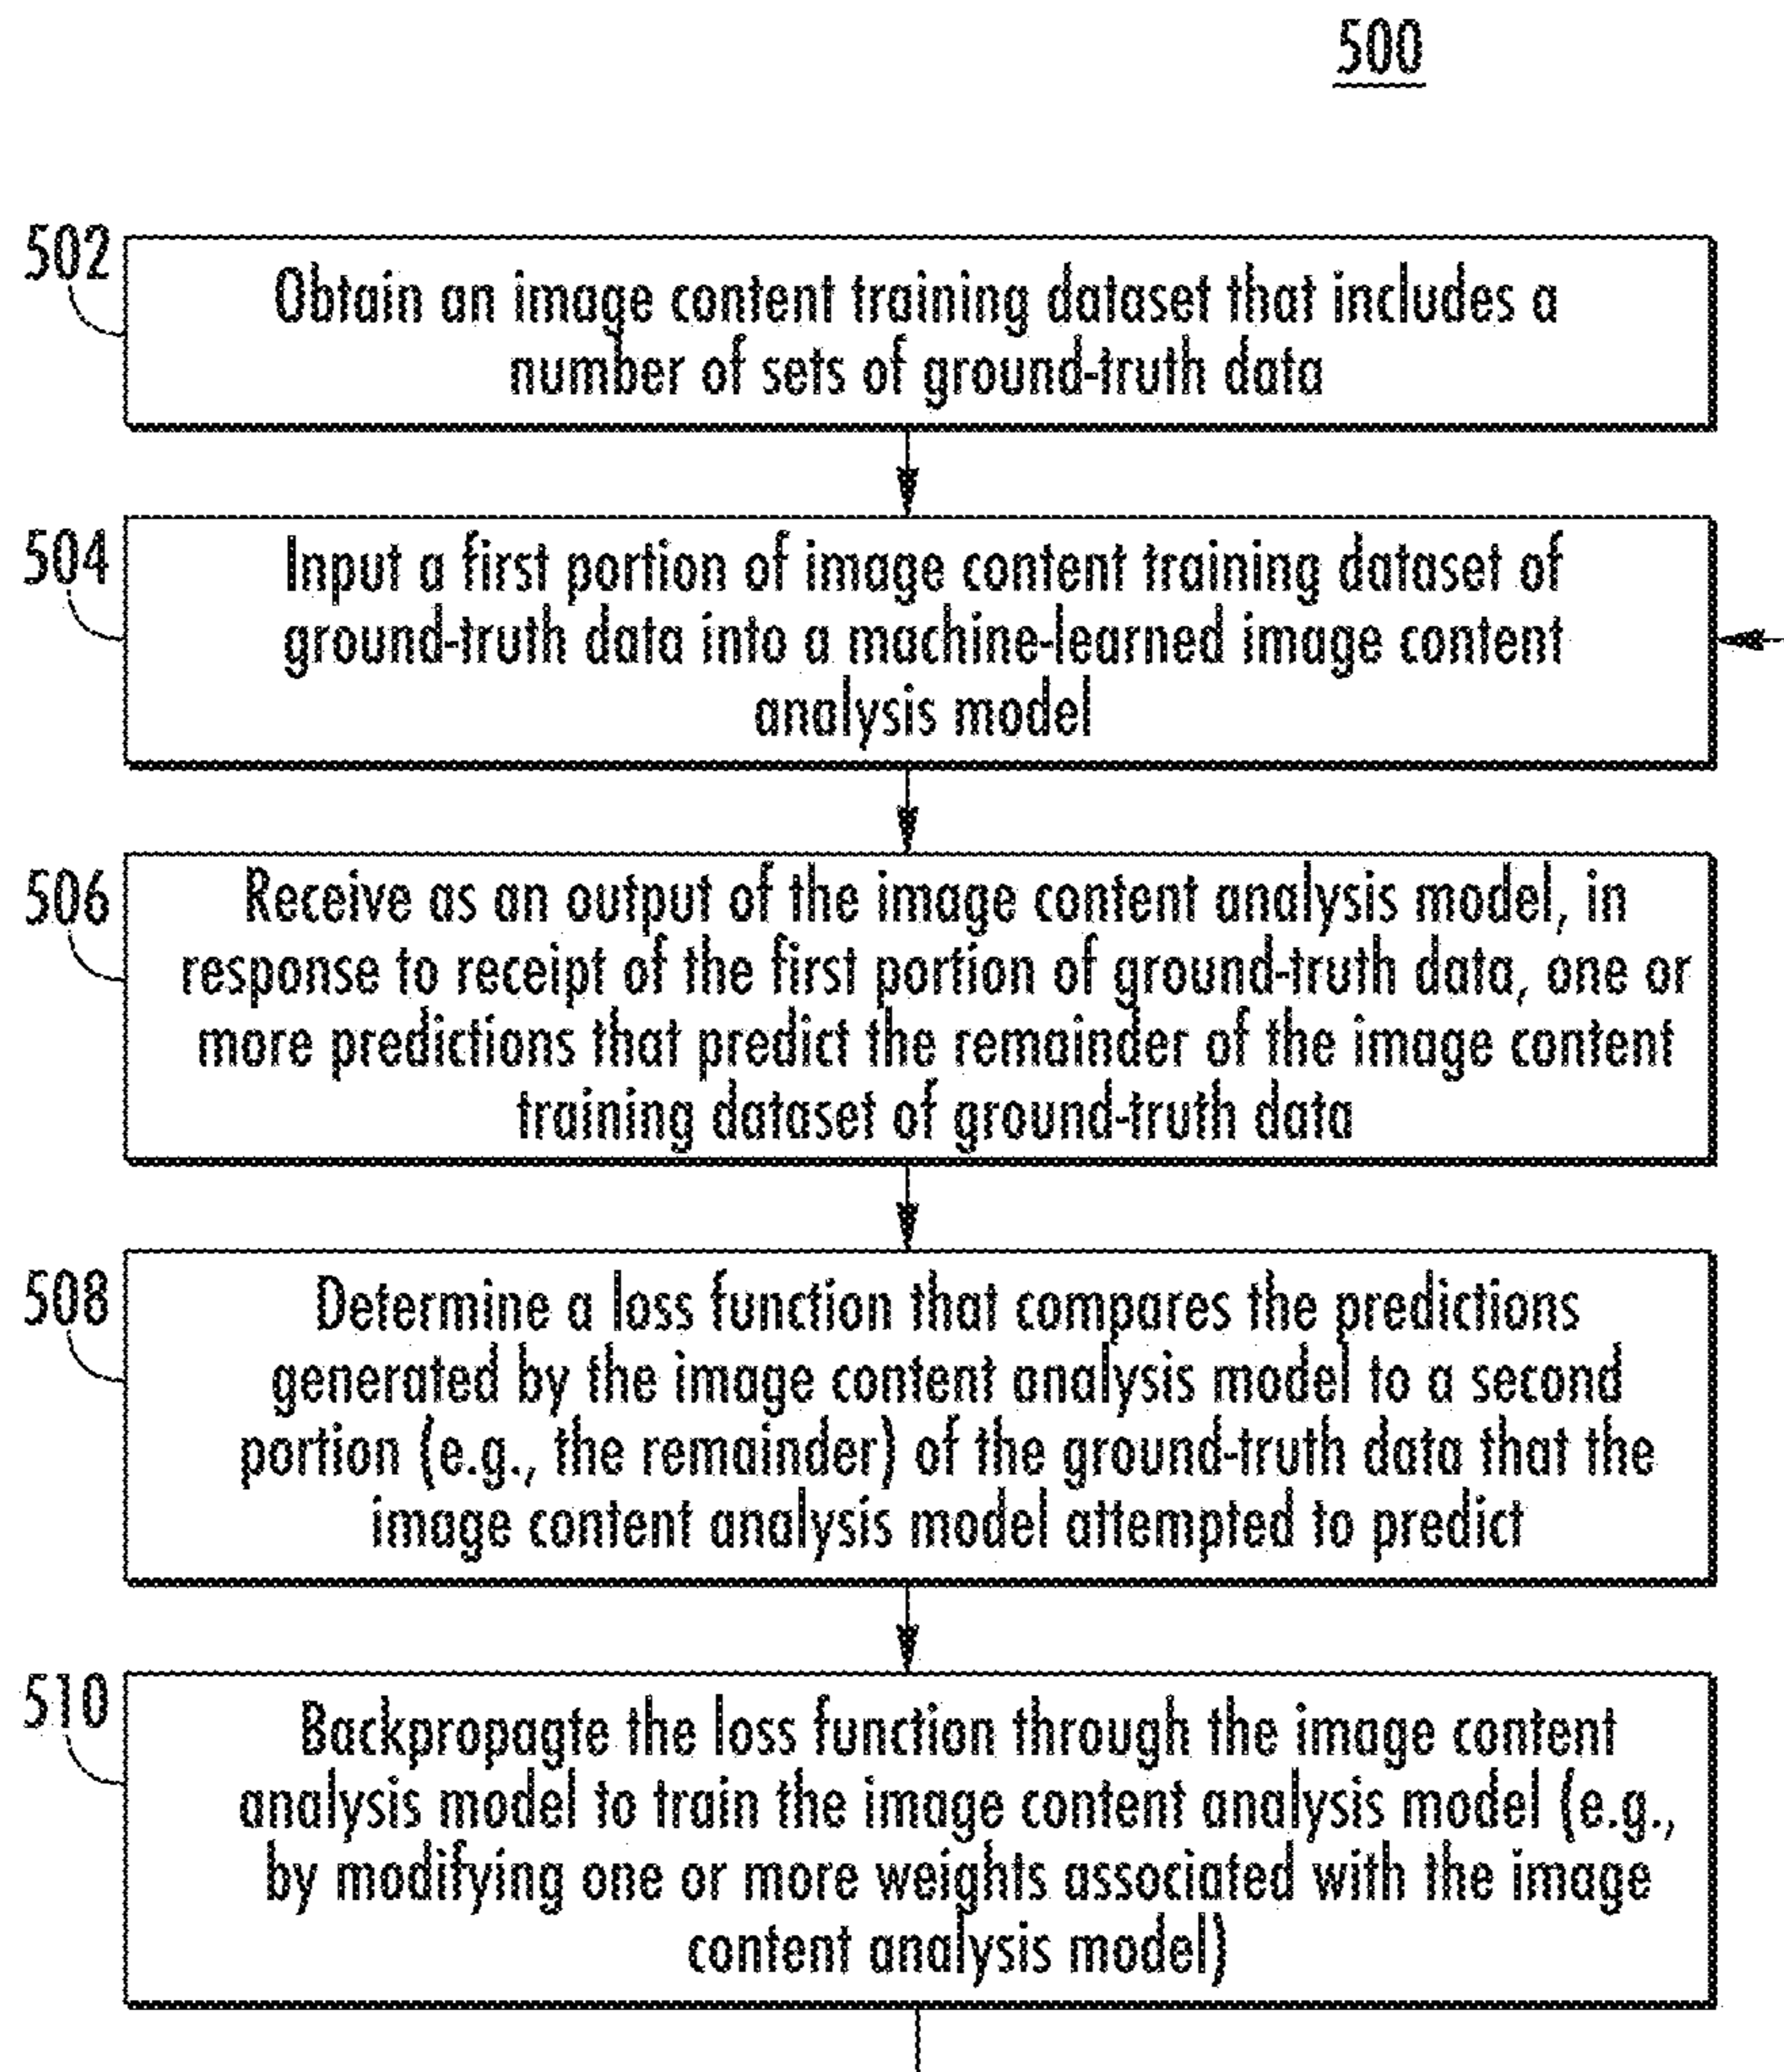 500
502
Obtain an image content training dataset that includes a
number of sets of ground-truth data
504
Input a first portion of image content training dataset of
ground-truth data into a machine-learned image content
analysis model
506
Receive as an output of the image content analysis model, in
response to receipt of the first portion of ground-truth data, one or
more predictions that predict the remainder of the image content
training dataset of ground-truth data
508
Determine a loss function that compares the predictions
generated by the image content analysis model to a second
portion (e.g., the remainder) of the ground-truth data that the
image content analysis model attempted to predict
510
Backpropagte the loss function through the image content
analysis model to train the image content analysis model (e.g.,
by modifying one or more weights associated with the image
content analysis model)